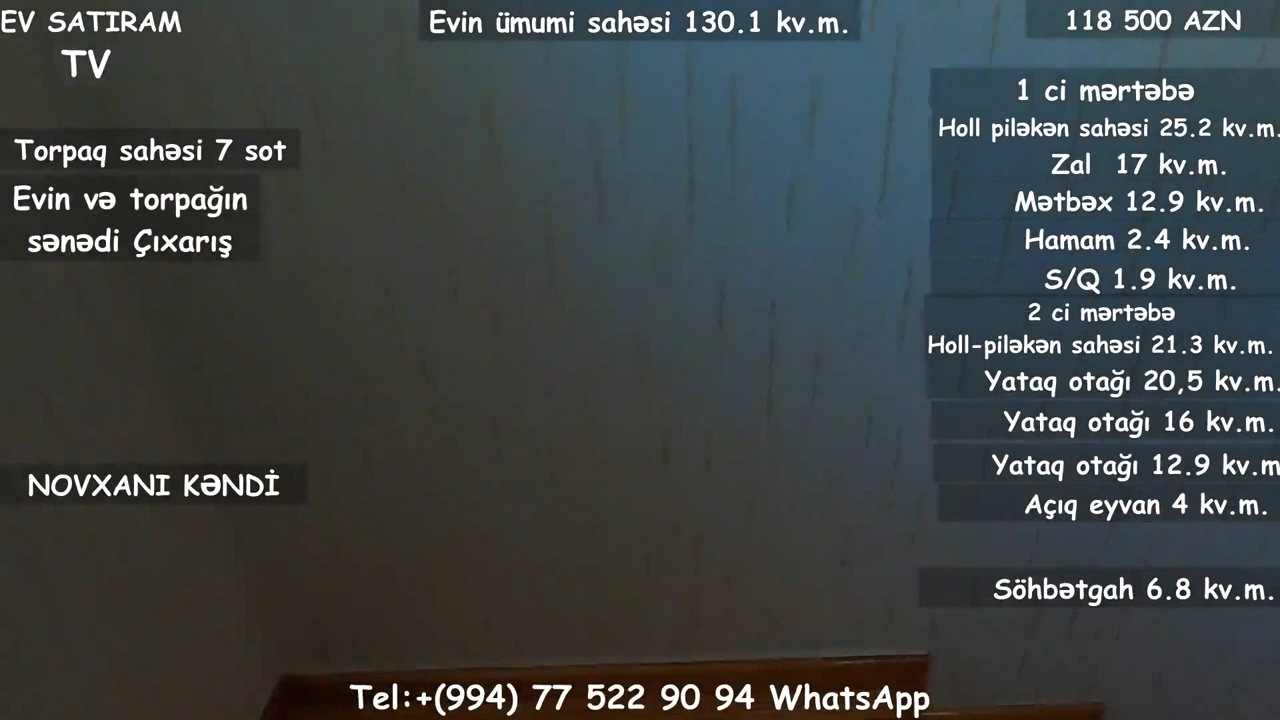 EV SATIRAM
TV
Evin ümumi sahəsi 130.1 kv.m.
118 500 AZN
Torpaq sahəsi 7 sot
Evin və torpağın
sənədi Çıxarış
NOVXANI KƏNDİ
1 ci mərtəbə
Holl piləkən sahəsi 25.2 kv.m.
Zal 17 kv.m.
Mətbəx 12.9 kv.m.
Hamam 2.4 kv.m.
S/Q 1.9 kv.m.
2 ci mərtəbə
Holl-piləkən sahəsi 21.3 kv.m.
Yataq otağı 20,5 kv.m.
Yataq otağı 16 kv.m.
Yataq otağı 12.9 kv.m
Açıq eyvan 4 kv.m.
Söhbətgah 6.8 kv.m.
Tel:+(994) 77 522 90 94 WhatsApp